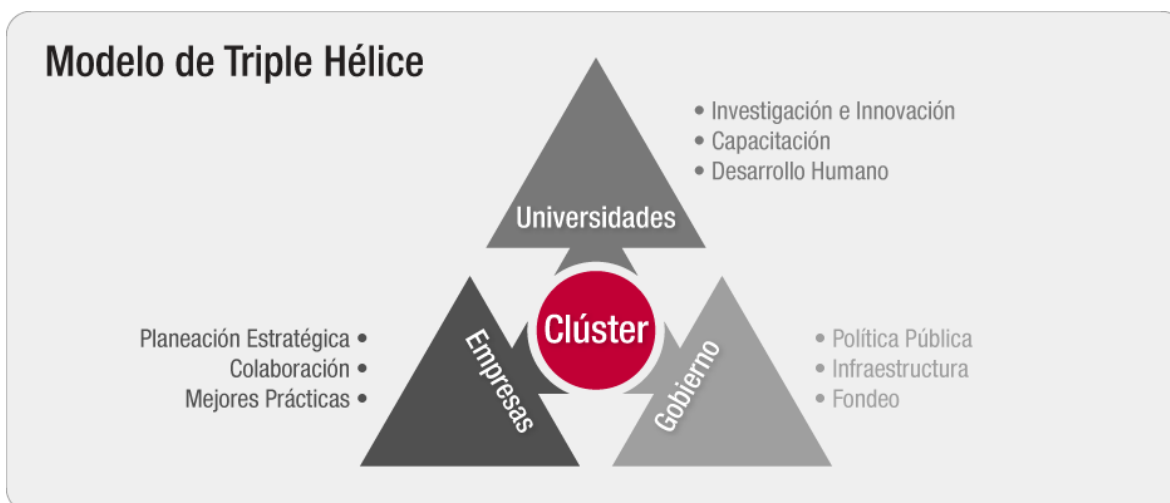 Modelo de Triple Hélice
• Investigación e Innovación
• Capacitación
• Desarrollo Humano
Universidades
Clúster
Planeación Estratégica •
Colaboración •
Mejores Prácticas •
Empresas
Gobierno
• Política Pública
• Infraestructura
• Fondeo